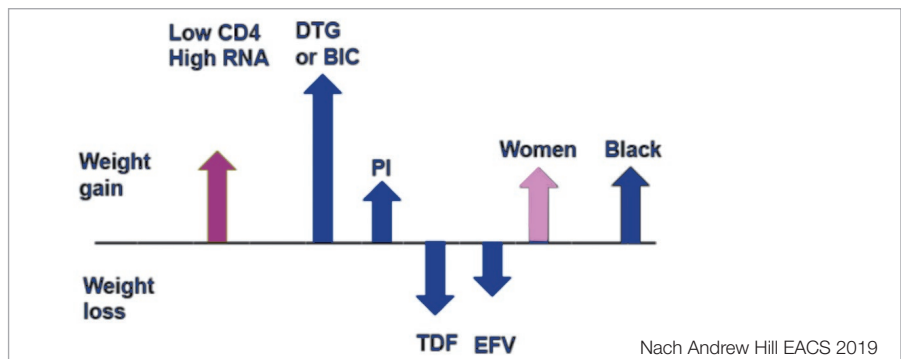 Low CD4
High RNA
DTG
or BIC
Weight
gain
PI
Women
Black
Weight
loss
TDF
EFV
Nach Andrew Hill EACS 2019